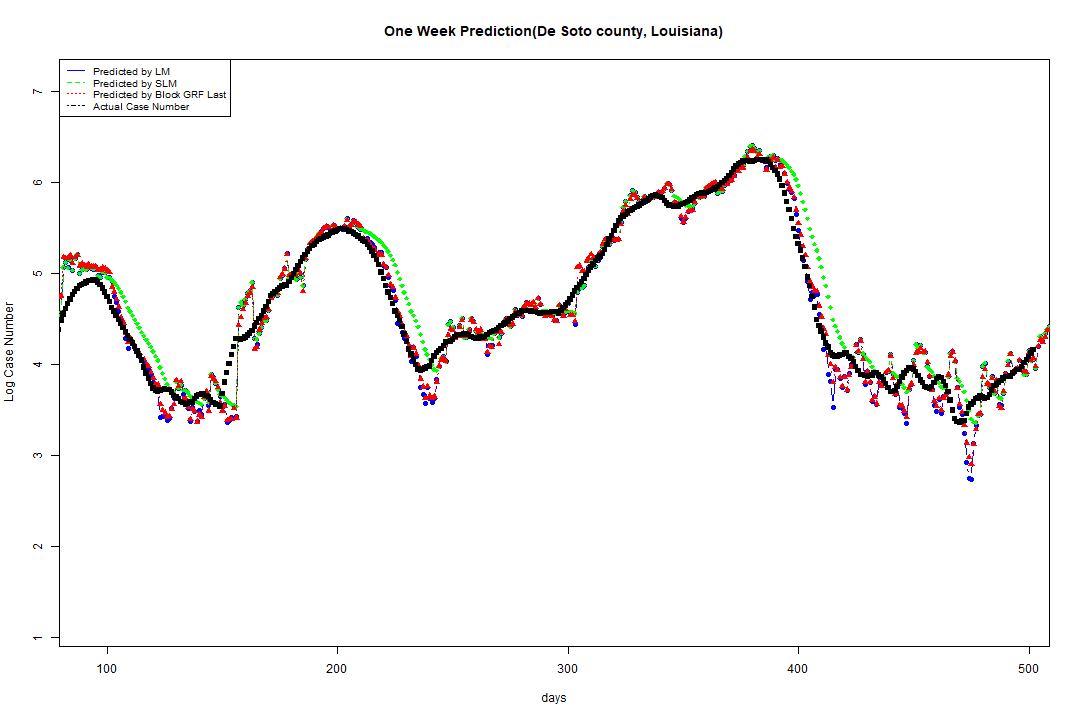 One Week Prediction(De Soto county, Louisiana)
Predicted by LM
Predicted by SLM
Predicted by Block GRF Last
Actual Case Number
7
6
5
4
3
2
1
Log Case Number
100 200 300 400 500
days